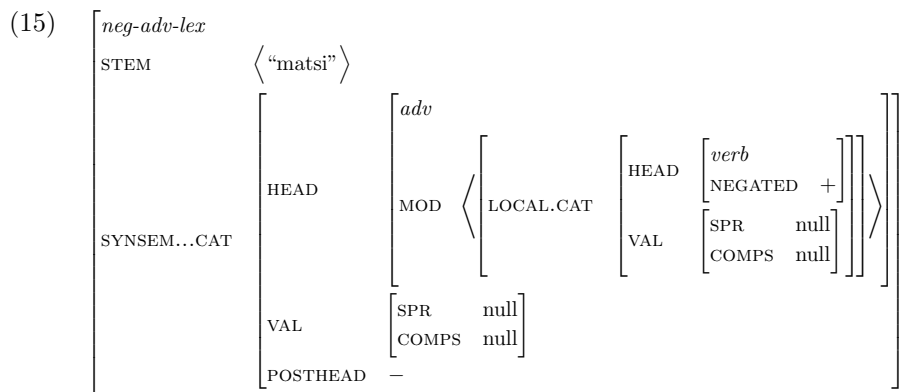 (15)
neg-adv-lex
STEM ⟨“matsi”⟩
adv
verb
HEAD
NEGATED +
HEAD
MOD ⟨ LOCAL.CAT
SPR null
VAL
COMPS null ⟩
SYNSEM...CAT
SPR null
VAL
COMPS null
POSTHEAD −